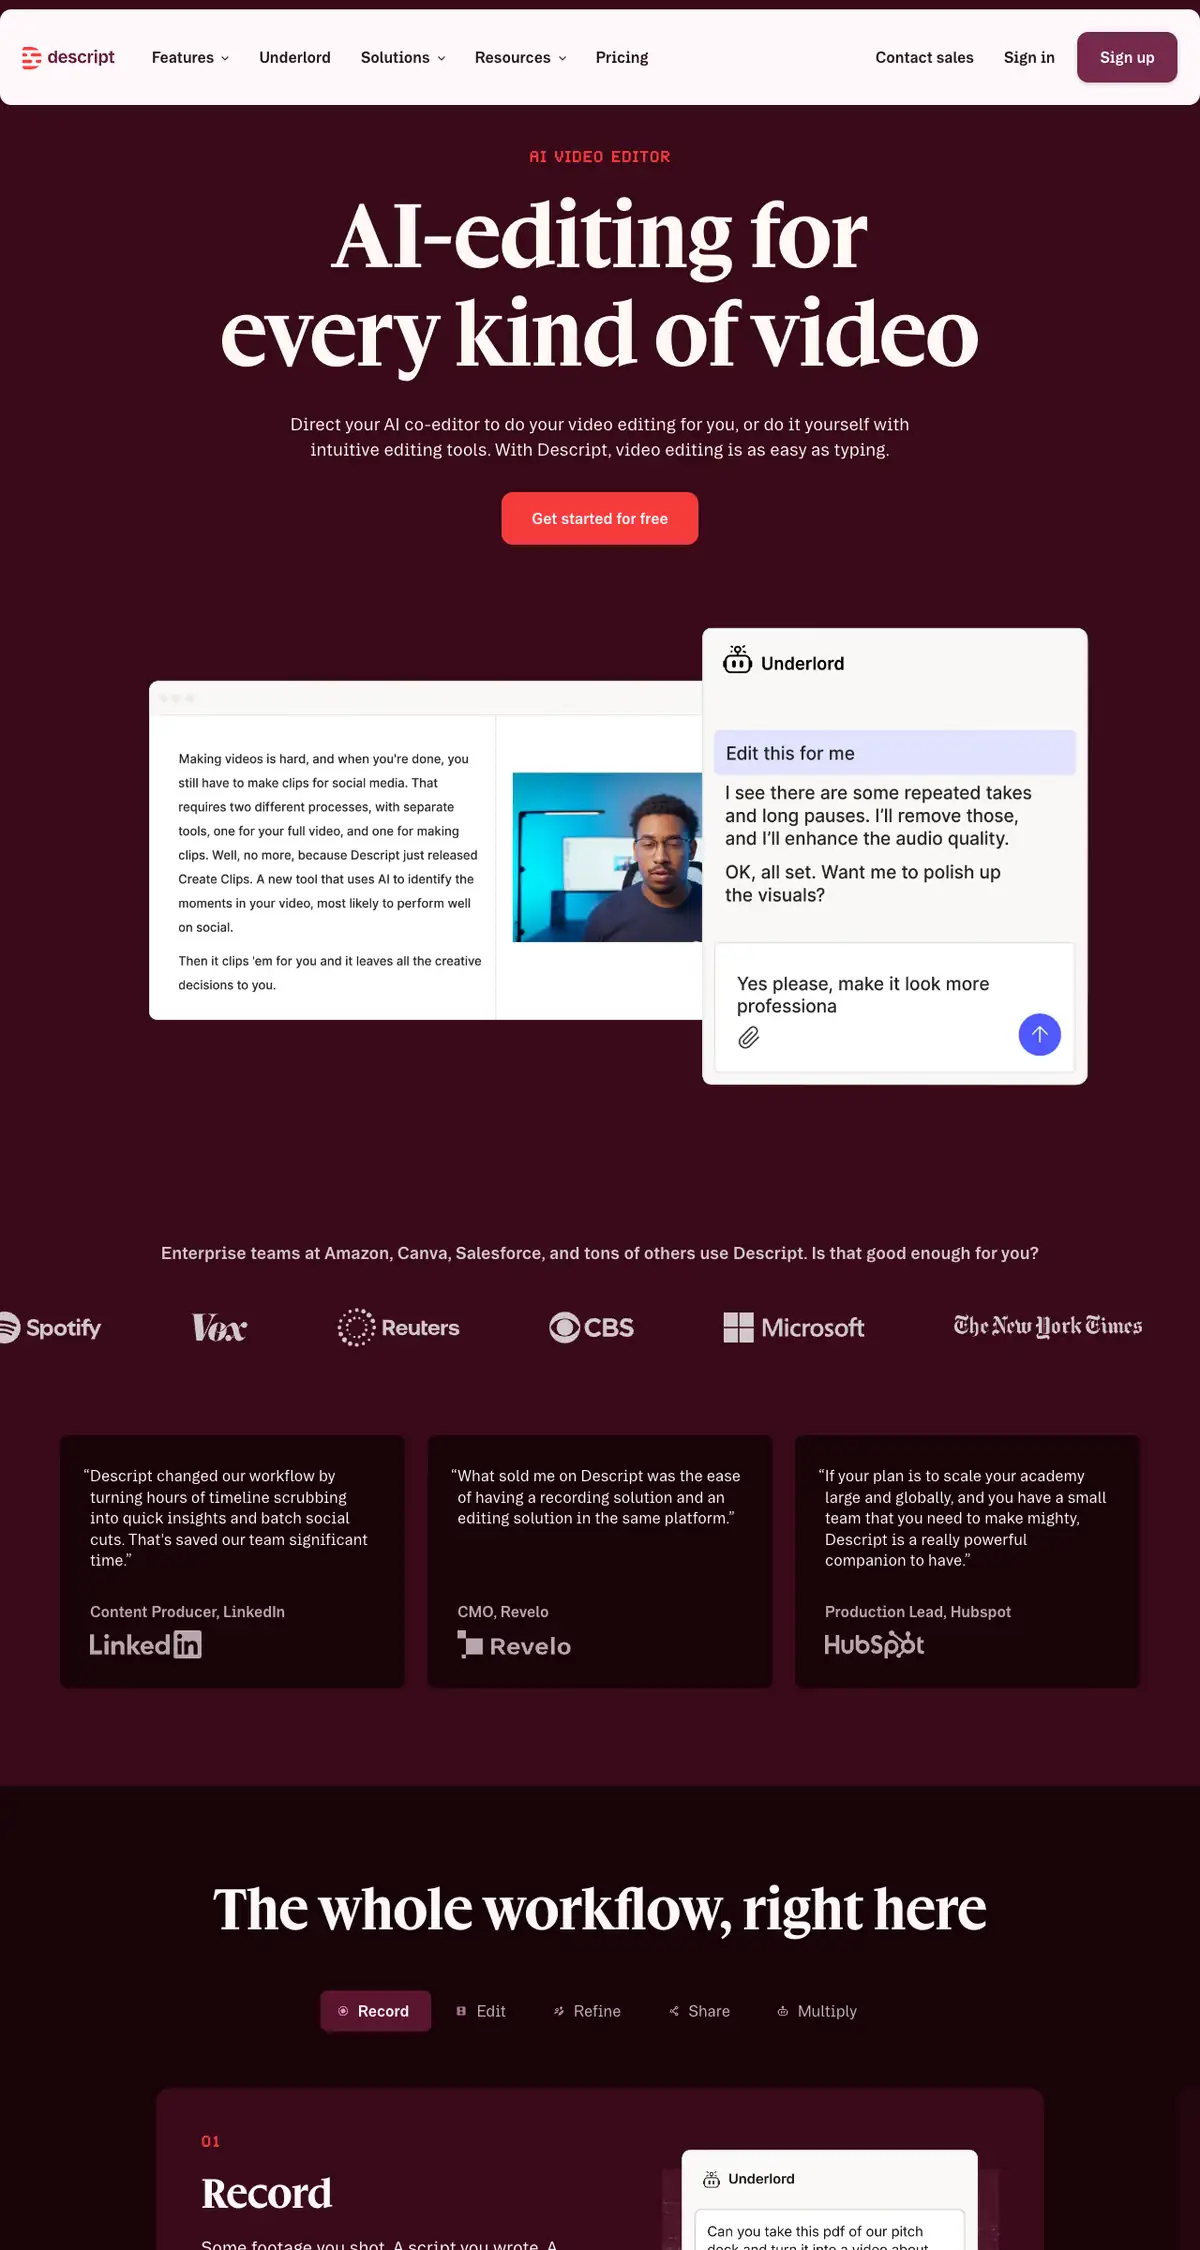 descript
Features
Underlord
Solutions
Resources
Pricing
Contact sales
Sign in
Sign up
AI VIDEO EDITOR
AI-editing for
every kind of video
Direct your AI co-editor to do your video editing for you, or do it yourself with
intuitive editing tools. With Descript, video editing is as easy as typing.
Get started for free
Making videos is hard, and when you're done, you
still have to make clips for social media. That
requires two different processes, with separate
tools, one for your full video, and one for making
clips. Well, no more, because Descript just released
Create Clips. A new tool that uses AI to identify the
moments in your video, most likely to perform well
on social.
Then it clips 'em for you and it leaves all the creative
decisions to you.
Underlord
Edit this for me
I see there are some repeated takes
and long pauses. I’ll remove those,
and I’ll enhance the audio quality.
OK, all set. Want me to polish up
the visuals?
Yes please, make it look more
professiona
Enterprise teams at Amazon, Canva, Salesforce, and tons of others use Descript. Is that good enough for you?
Spotify
Vox
Reuters
CBS
Microsoft
The New York Times
“Descript changed our workflow by
turning hours of timeline scrubbing
into quick insights and batch social
cuts. That's saved our team significant
time.”
Content Producer, LinkedIn
LinkedIn
“What sold me on Descript was the ease
of having a recording solution and an
editing solution in the same platform.”
CMO, Revelo
Revelo
“If your plan is to scale your academy
large and globally, and you have a small
team that you need to make mighty,
Descript is a really powerful
companion to have.”
Production Lead, Hubspot
HubSpot
The whole workflow, right here
Record
Edit
Refine
Share
Multiply
01
Record
Some footage you shot. A script you wrote. A
Underlord
Can you take this pdf of our pitch
deck and turn it into a video about